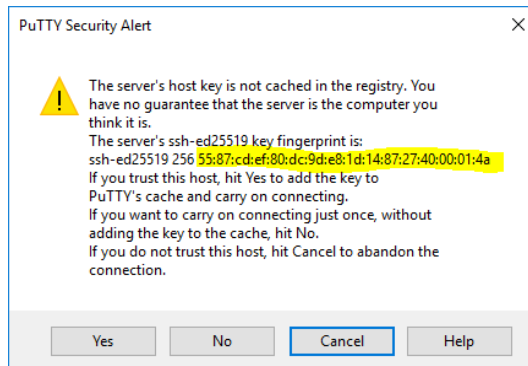 PuTTY Security Alert
The server's host key is not cached in the registry. You
have no guarantee that the server is the computer you
think it is.
The server's ssh-ed25519 key fingerprint is:
ssh-ed25519 256 55:87:cd:ef:80:dc:9d:e8:1d:14:87:27:40:00:01:4a
If you trust this host, hit Yes to add the key to
PuTTY's cache and carry on connecting.
If you want to carry on connecting just once, without
adding the key to the cache, hit No.
If you do not trust this host, hit Cancel to abandon the
connection.
Yes
No
Cancel
Help